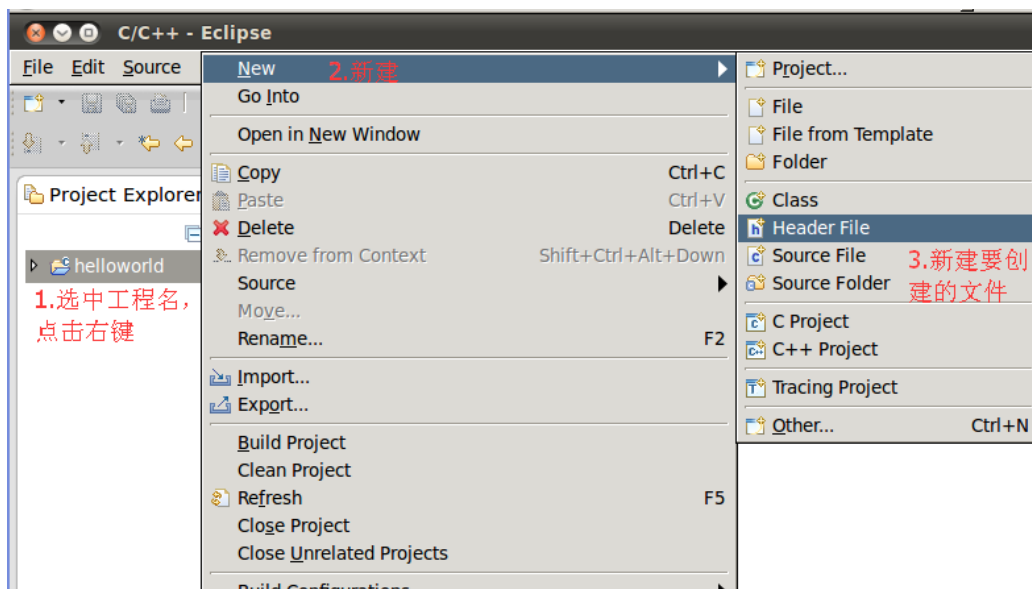 C/C++ - Eclipse
File Edit Source
New
2.新建
Go Into
Open in New Window
Copy Ctrl+C
Paste Ctrl+V
Delete Delete
Remove from Context Shift+Ctrl+Alt+Down
Source
Move...
Rename... F2
Import...
Export...
Build Project
Clean Project
Refresh F5
Close Project
Close Unrelated Projects
Build Configurations
Project Explorer
helloworld
1.选中工程名，
点击右键
Project...
File
File from Template
Folder
Class
Header File
Source File
Source Folder
3.新建要创
建的文件
C Project
C++ Project
Tracing Project
Other... Ctrl+N